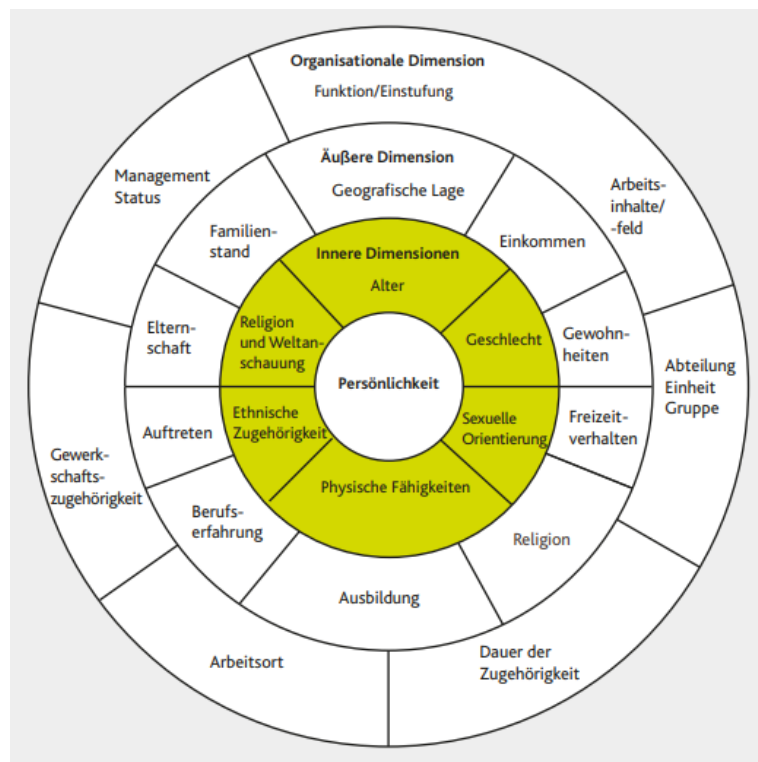 Organisationale Dimension
Funktion/Einstufung
Arbeits-
inhalte/
-feld
Abteilung
Einheit
Gruppe
Dauer der
Zugehörigkeit
Arbeitsort
Gewerk-
schafts-
zugehörigkeit
Management
Status
Äußere Dimension
Geografische Lage
Einkommen
Gewohn-
heiten
Freizeit-
verhalten
Religion
Ausbildung
Berufs-
erfahrung
Auftreten
Eltern-
schaft
Familien-
stand
Innere Dimensionen
Alter
Geschlecht
Sexuelle
Orientierung
Physische Fähigkeiten
Ethnische
Zugehörigkeit
Religion
und Weltan-
schauung
Persönlichkeit